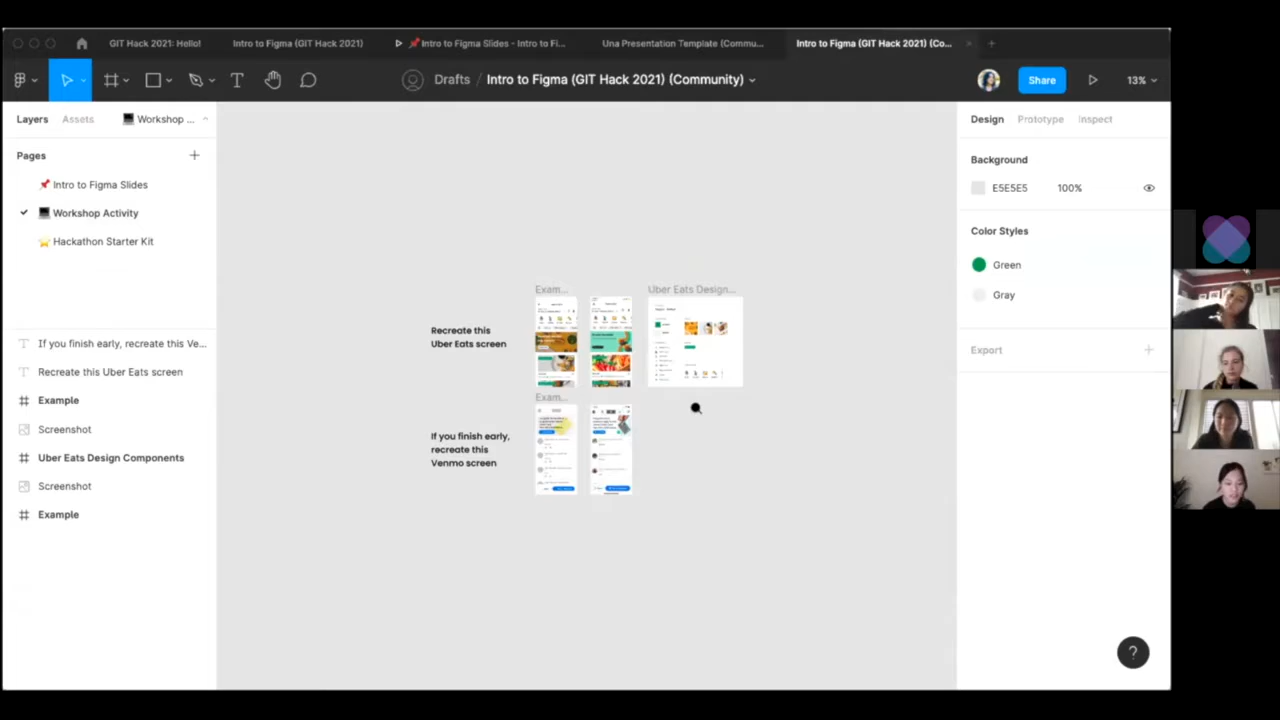 GIT Hack 2021: Hello!
Intro to Figma (GIT Hack 2021)
Intro to Figma Slides - Intro to Fi...
Una Presentation Template (Commu...
Intro to Figma (GIT Hack 2021) (Co...
Drafts / Intro to Figma (GIT Hack 2021) (Community)
Share
13%
Layers
Assets
Workshop ...
Pages
Intro to Figma Slides
Workshop Activity
Hackathon Starter Kit
If you finish early, recreate this Ve...
Recreate this Uber Eats screen
Example
Screenshot
Uber Eats Design Components
Screenshot
Example
Exam...
Uber Eats Design...
Recreate this
Uber Eats screen
Exam...
If you finish early,
recreate this
Venmo screen
Design
Prototype
Inspect
Background
E5E5E5
100%
Color Styles
Green
Gray
Export
?